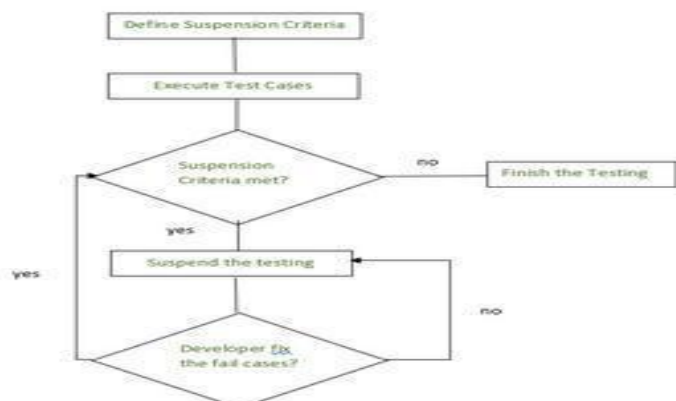 Define Suspension Criteria
Execute Test Cases
Suspension
Criteria met?
no
Finish the Testing
yes
Suspend the testing
yes
no
Developer fix
the fail cases?